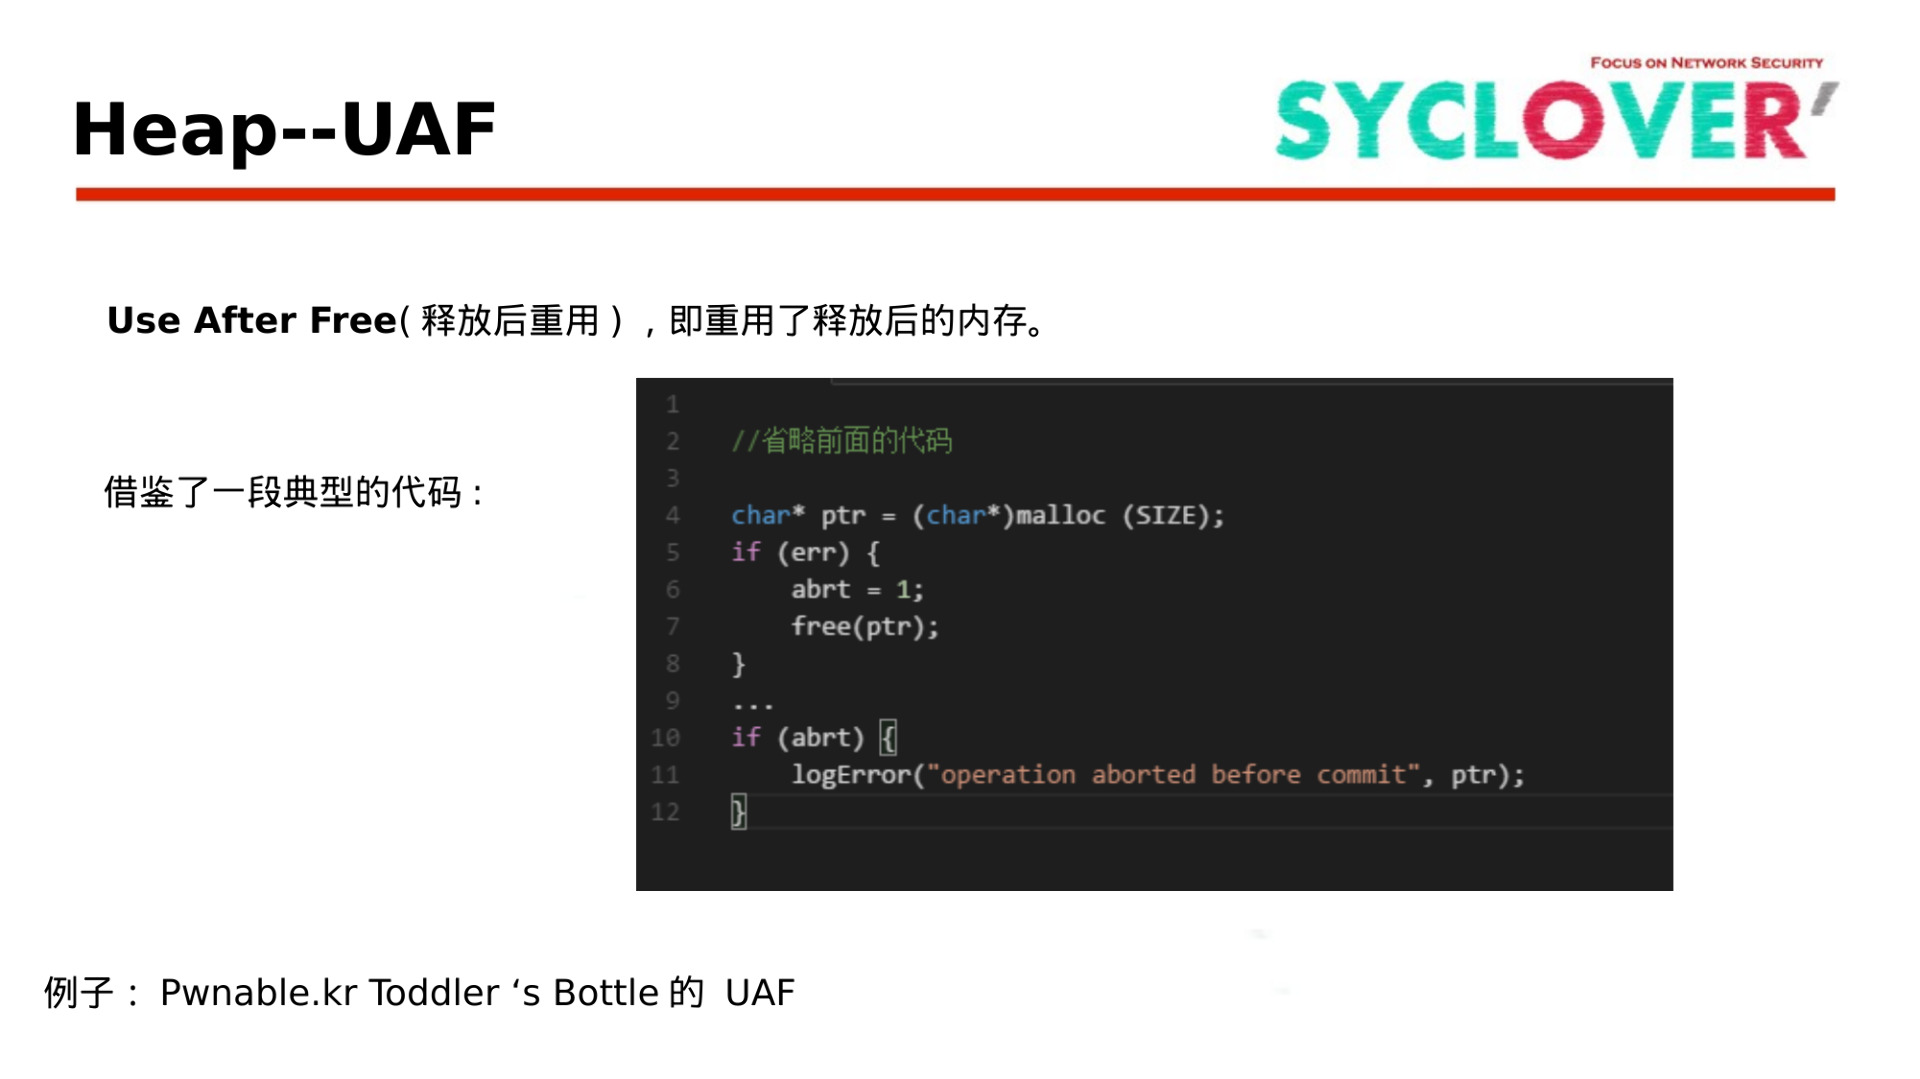 FOCUS ON NETWORK SECURITY
SYCLOVER'
Heap--UAF
Use After Free( 释放后重用 ) , 即重用了释放后的内存。
借鉴了一段典型的代码 :
1
2 //省略前面的代码
3
4 char* ptr = (char*)malloc (SIZE);
5 if (err) {
6 abrt = 1;
7 free(ptr);
8 }
9 ...
10 if (abrt) {
11 logError("operation aborted before commit", ptr);
12 }
例子 : Pwnable.kr Toddler ‘s Bottle 的 UAF